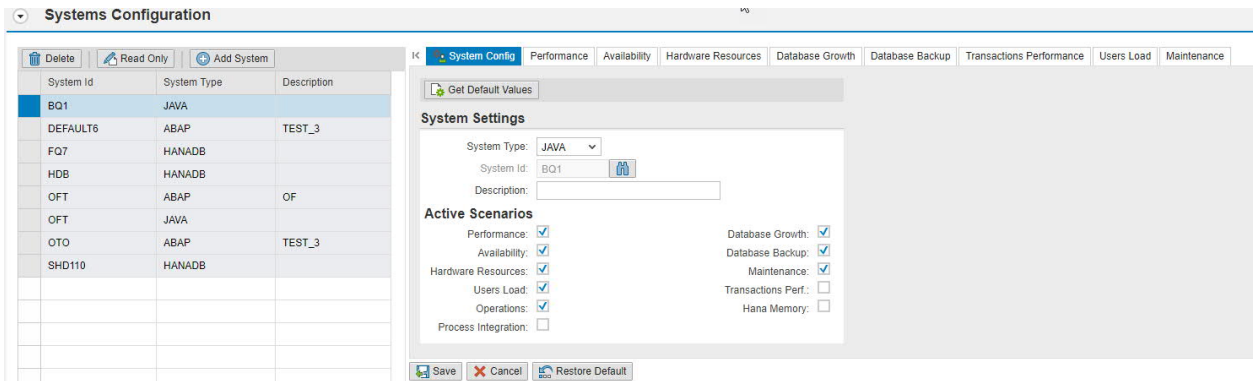 Systems Configuration
Delete Read Only Add System
System Id System Type Description
BQ1 JAVA
DEFAULT6 ABAP TEST_3
FQ7 HANADB
HDB HANADB
OFT ABAP OF
OFT JAVA
OTO ABAP TEST_3
SHD110 HANADB
System Config Performance Availability Hardware Resources Database Growth Database Backup Transactions Performance Users Load Maintenance
Get Default Values
System Settings
System Type: JAVA
System Id: BQ1
Description:
Active Scenarios
Performance: Database Growth:
Availability: Database Backup:
Hardware Resources: Maintenance:
Users Load: Transactions Perf.:
Operations: Hana Memory:
Process Integration:
Save Cancel Restore Default